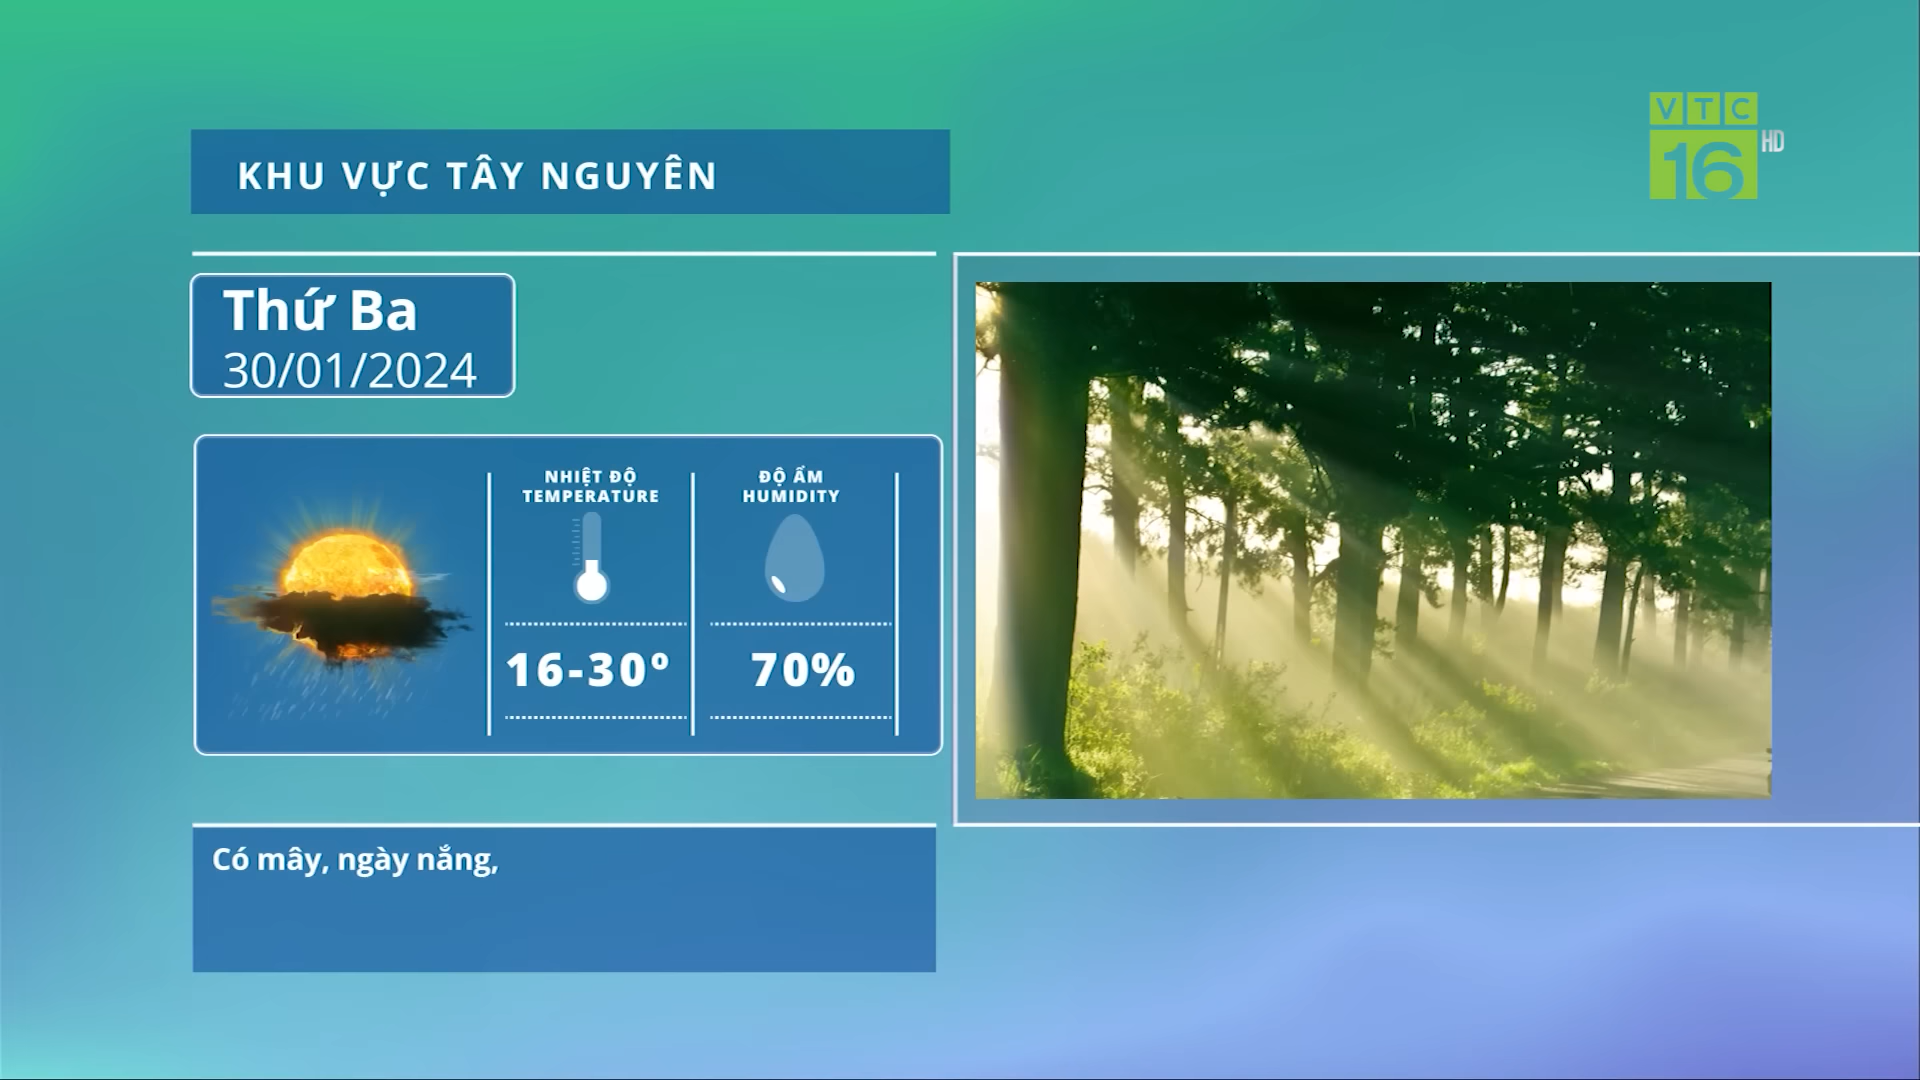 VTC
16 HD
KHU VỰC TÂY NGUYÊN
Thứ Ba
30/01/2024
NHIỆT ĐỘ
TEMPERATURE
16-30°
ĐỘ ẨM
HUMIDITY
70%
Có mây, ngày nắng,